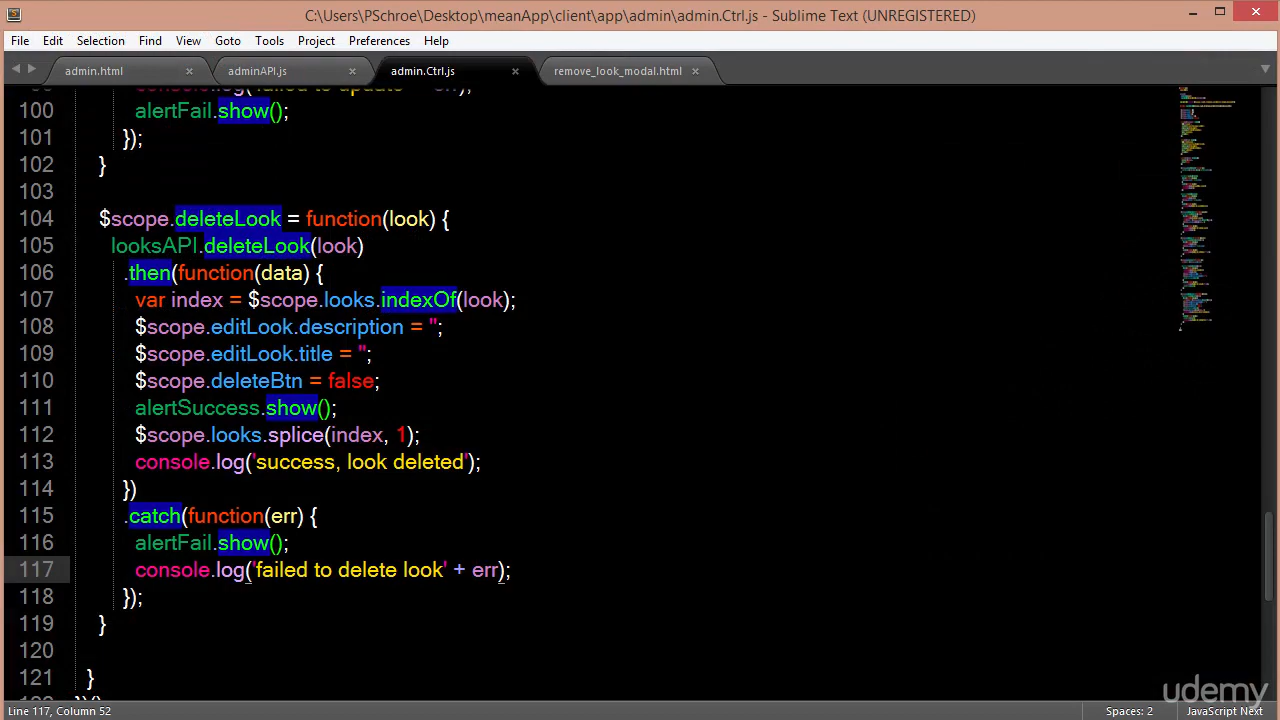 C:\Users\PSchroe\Desktop\meanApp\client\app\admin\admin.Ctrl.js - Sublime Text (UNREGISTERED)
File Edit Selection Find View Goto Tools Project Preferences Help
admin.html × adminAPI.js × admin.Ctrl.js × remove_look_modal.html ×
100 alertFail.show();
101 });
102 }
103
104 $scope.deleteLook = function(look) {
105 looksAPI.deleteLook(look)
106 .then(function(data) {
107 var index = $scope.looks.indexOf(look);
108 $scope.editLook.description = '';
109 $scope.editLook.title = '';
110 $scope.deleteBtn = false;
111 alertSuccess.show();
112 $scope.looks.splice(index, 1);
113 console.log('success, look deleted');
114 })
115 .catch(function(err) {
116 alertFail.show();
117 console.log('failed to delete look' + err);
118 });
119 }
120
121 }
udemy
Line 117, Column 52 Spaces: 2 JavaScript Next